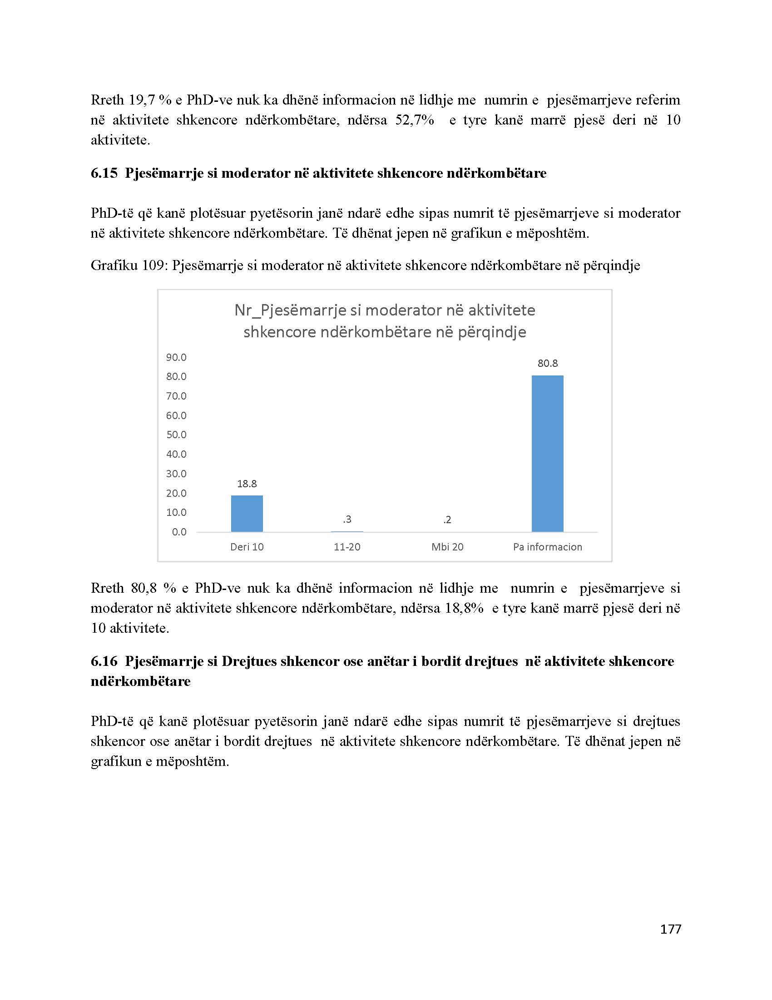 Rreth 19,7 % e PhD-ve nuk ka dhënë informacion në lidhje me  numrin e  pjesëmarrjeve referim
në aktivitete shkencore ndërkombëtare, ndërsa 52,7%  e tyre kanë marrë pjesë deri në 10
aktivitete.
6.15  Pjesëmarrje si moderator në aktivitete shkencore ndërkombëtare
PhD-të që kanë plotësuar pyetësorin janë ndarë edhe sipas numrit të pjesëmarrjeve si moderator
në aktivitete shkencore ndërkombëtare. Të dhënat jepen në grafikun e mëposhtëm.
Grafiku 109: Pjesëmarrje si moderator në aktivitete shkencore ndërkombëtare në përqindje
Nr_Pjesëmarrje si moderator në aktivitete
shkencore ndërkombëtare në përqindje
90.0
80.0
70.0
60.0
50.0
40.0
30.0
20.0
10.0
0.0
18.8
.3
.2
80.8
Deri 10
11-20
Mbi 20
Pa informacion
Rreth 80,8 % e PhD-ve nuk ka dhënë informacion në lidhje me  numrin e  pjesëmarrjeve si
moderator në aktivitete shkencore ndërkombëtare, ndërsa 18,8%  e tyre kanë marrë pjesë deri në
10 aktivitete.
6.16  Pjesëmarrje si Drejtues shkencor ose anëtar i bordit drejtues  në aktivitete shkencore
ndërkombëtare
PhD-të që kanë plotësuar pyetësorin janë ndarë edhe sipas numrit të pjesëmarrjeve si drejtues
shkencor ose anëtar i bordit drejtues  në aktivitete shkencore ndërkombëtare. Të dhënat jepen në
grafikun e mëposhtëm.
177